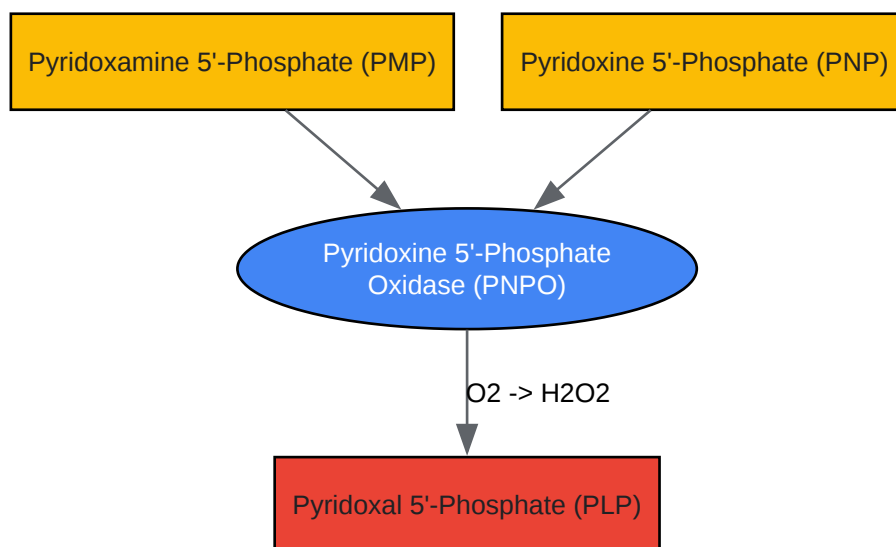 Pyridoxamine 5'-Phosphate (PMP)
Pyridoxine 5'-Phosphate (PNP)
Pyridoxine 5'-Phosphate
Oxidase (PNPO)
O2 -> H2O2
Pyridoxal 5'-Phosphate (PLP)